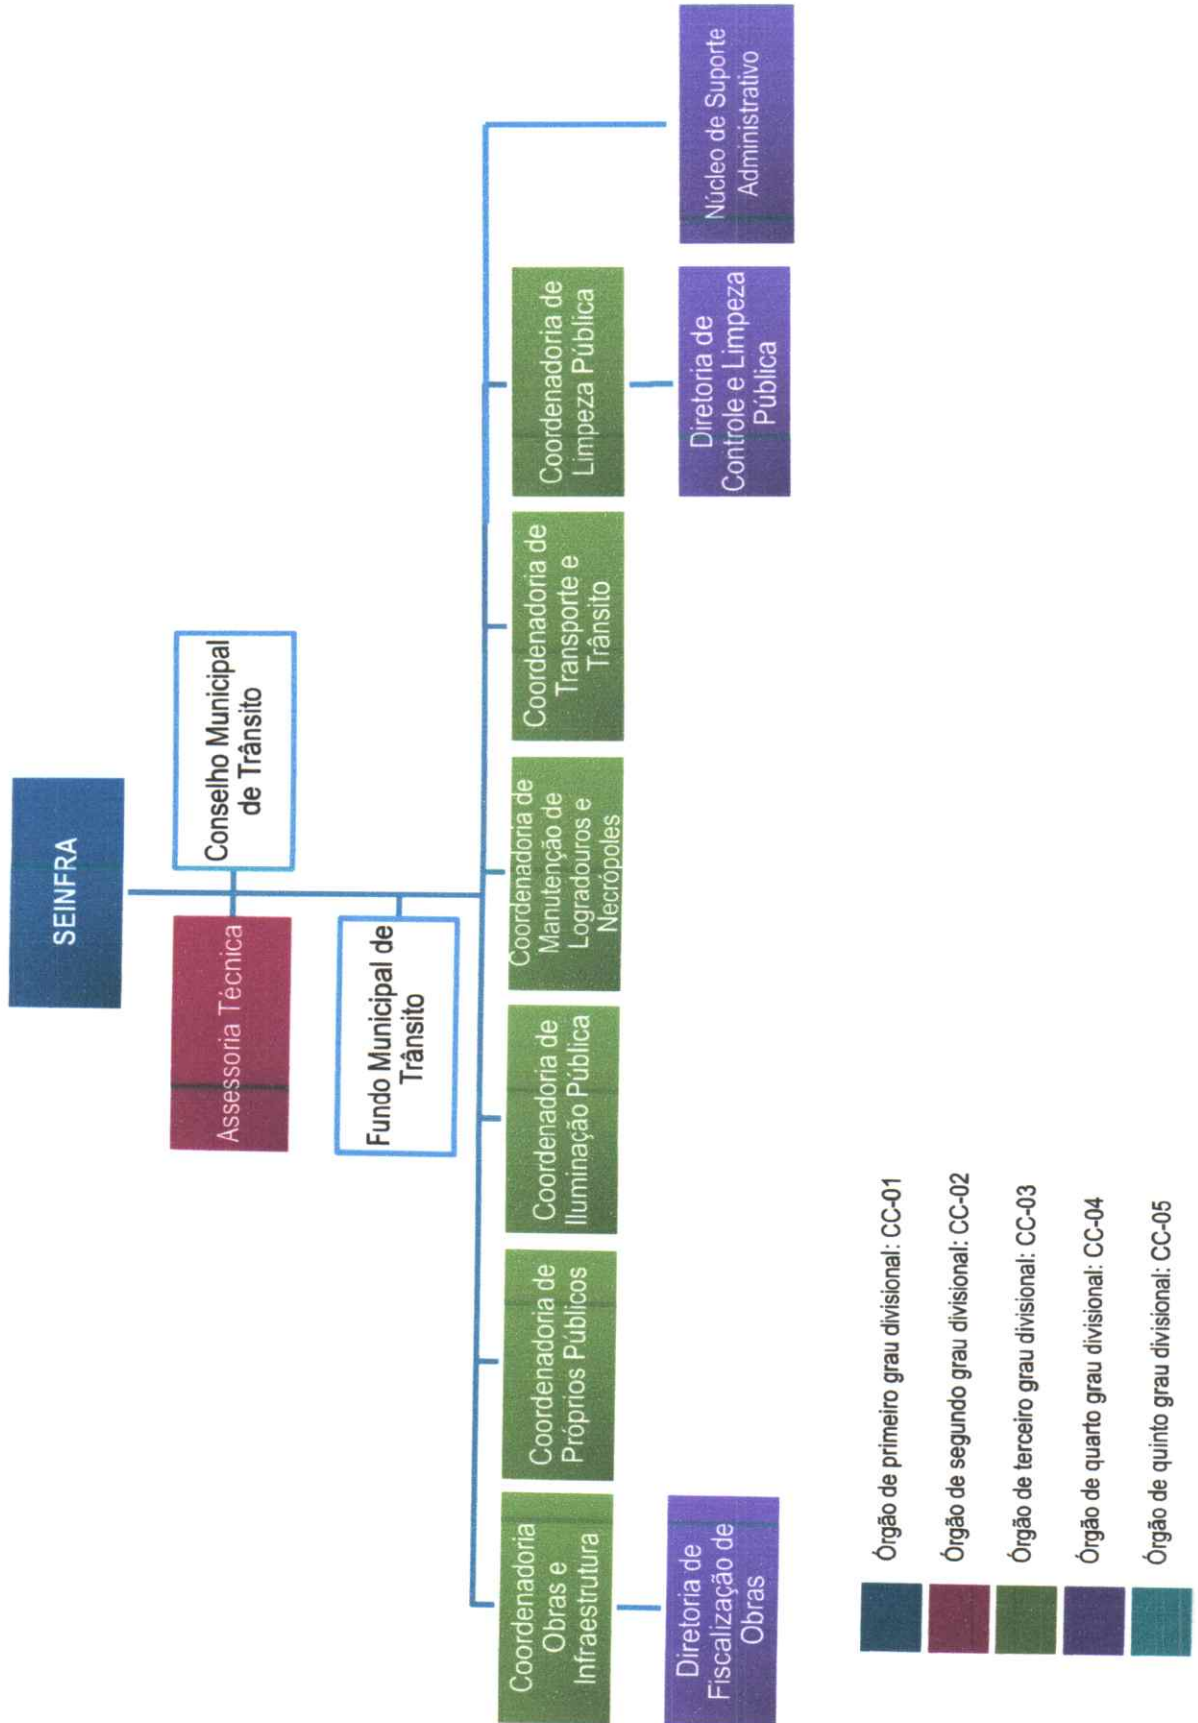 SEINFRA
Assessoria Técnica
Conselho Municipal
de Trânsito
Fundo Municipal de
Trânsito
Coordenadoria
Obras e
Infraestrutura
Coordenadoria de
Próprios Públicos
Coordenadoria de
Iluminação Pública
Coordenadoria de
Manutenção de
Logradouros e
Necrópoles
Coordenadoria de
Transporte e
Trânsito
Coordenadoria de
Limpeza Pública
Diretoria de
Fiscalização de
Obras
Diretoria de
Controle e Limpeza
Pública
Núcleo de Suporte
Administrativo
Órgão de primeiro grau divisional: CC-01
Órgão de segundo grau divisional: CC-02
Órgão de terceiro grau divisional: CC-03
Órgão de quarto grau divisional: CC-04
Órgão de quinto grau divisional: CC-05